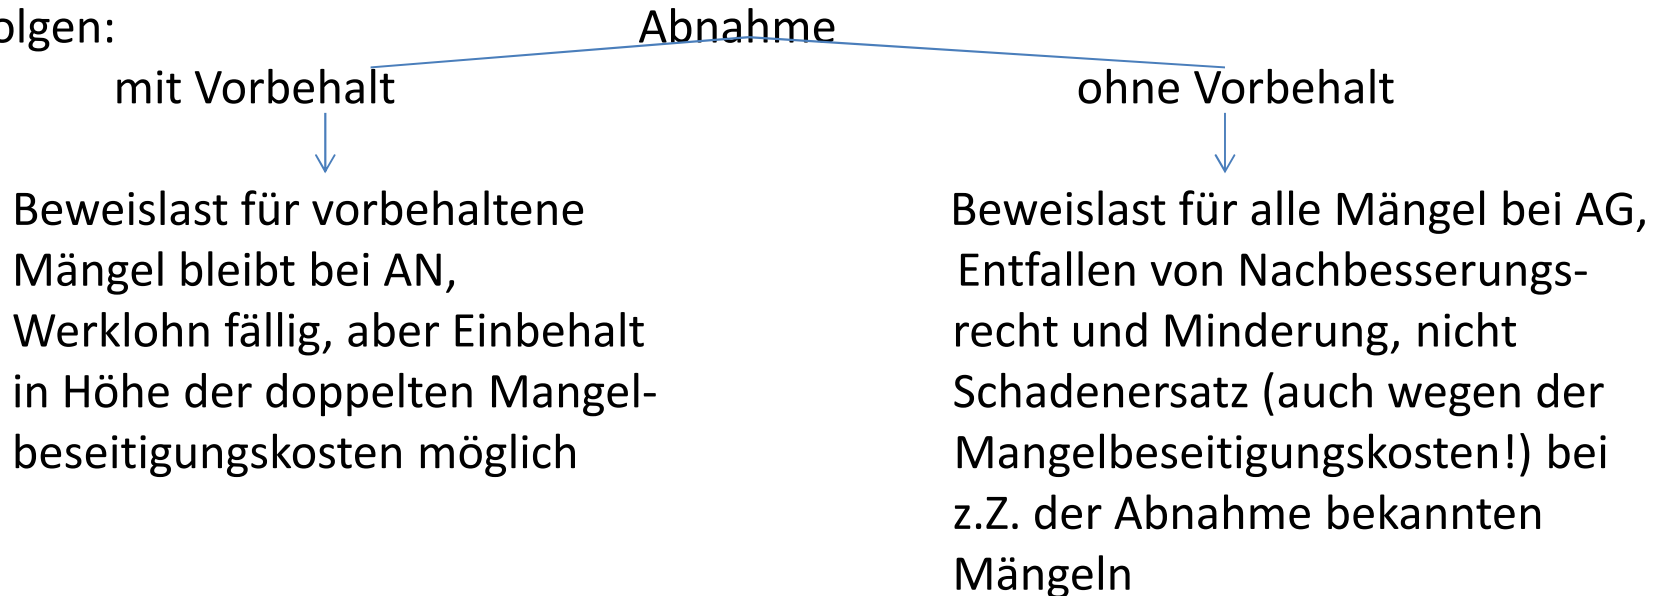 olgen:
Abnahme
mit Vorbehalt
ohne Vorbehalt
Beweislast für vorbehaltene
Mängel bleibt bei AN,
Werklohn fällig, aber Einbehalt
in Höhe der doppelten Mangel-
beseitigungskosten möglich
Beweislast für alle Mängel bei AG,
Entfallen von Nachbesserungs-
recht und Minderung, nicht
Schadenersatz (auch wegen der
Mangelbeseitigungskosten!) bei
z.Z. der Abnahme bekannten
Mängeln